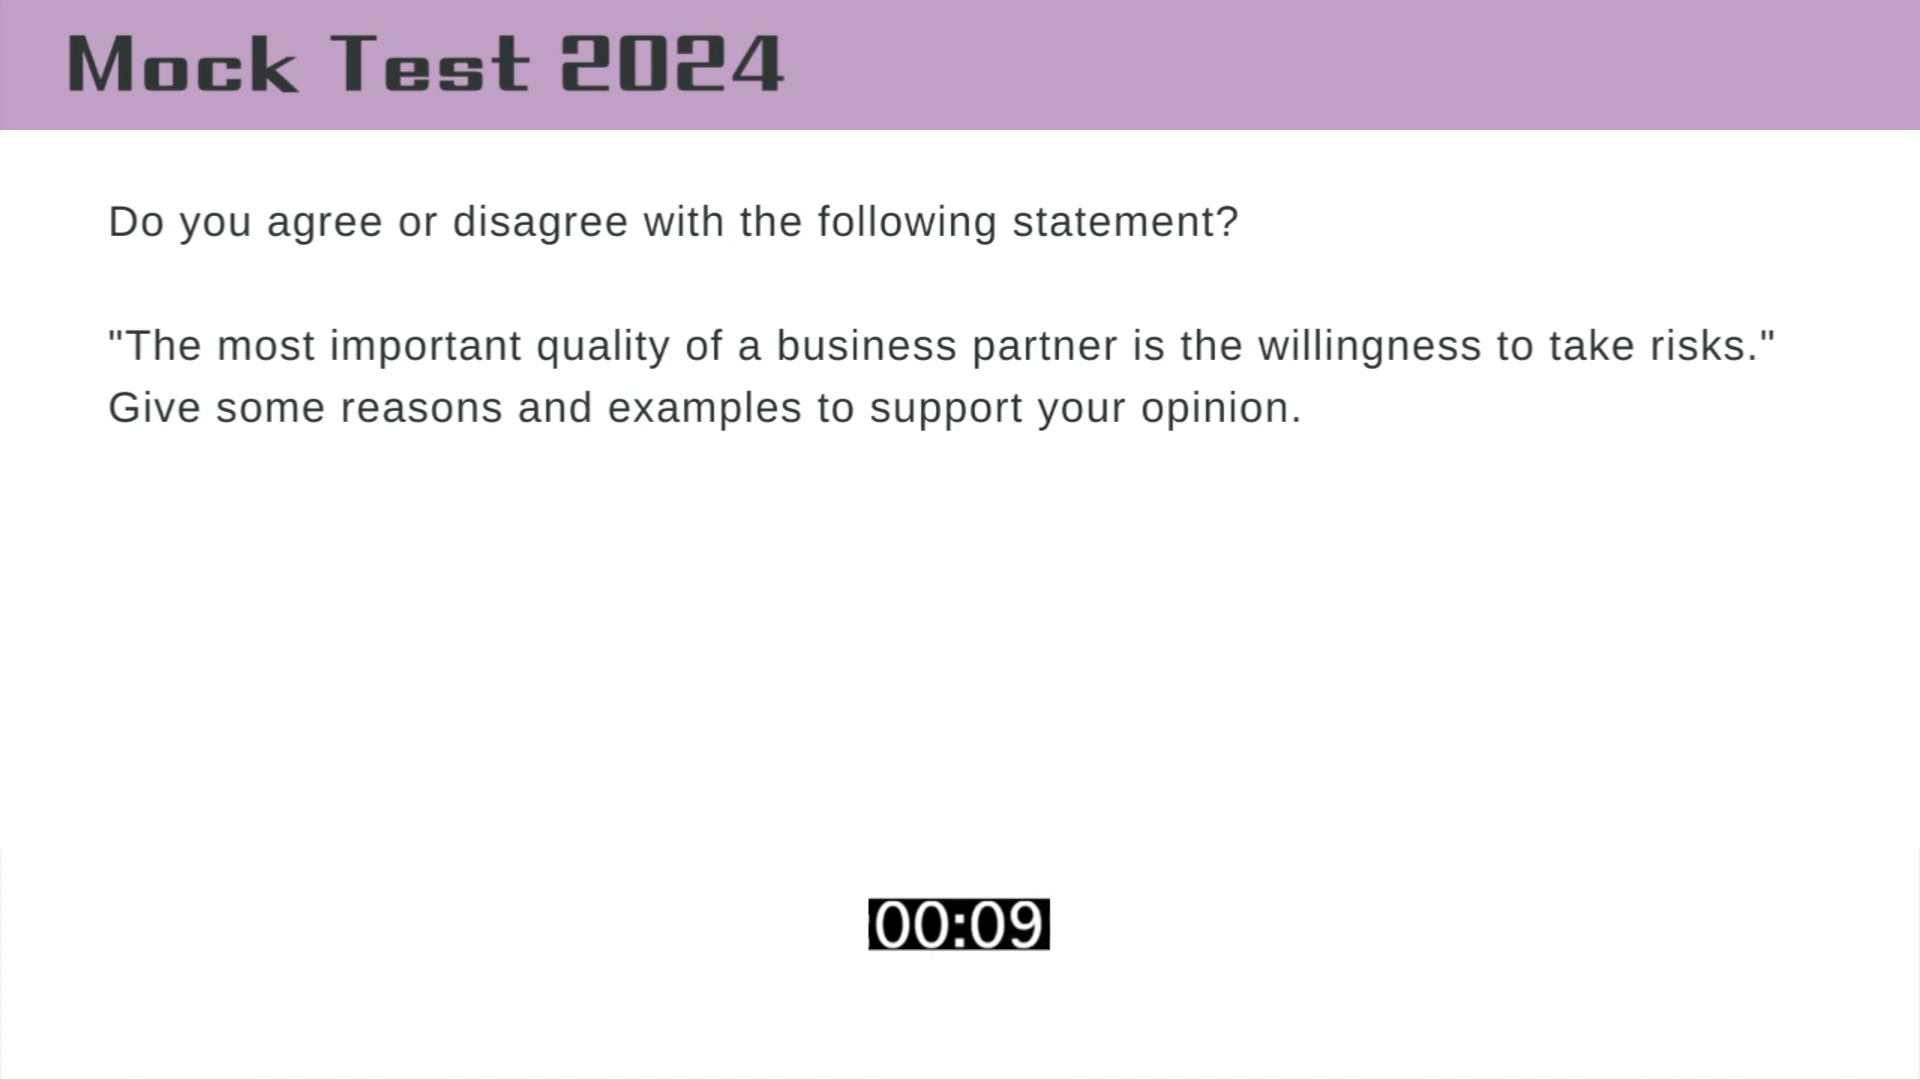 Mock Test 2024
Do you agree or disagree with the following statement?
"The most important quality of a business partner is the willingness to take risks."
Give some reasons and examples to support your opinion.
00:09